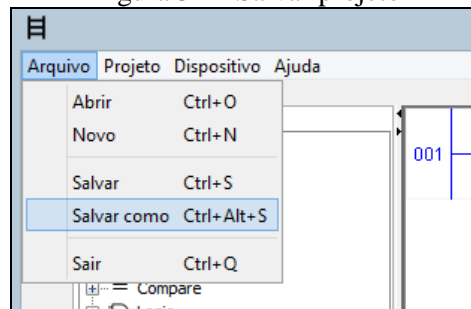 Arquivo Projeto Dispositivo Ajuda
Abrir Ctrl+O
Novo Ctrl+N
001
Salvar Ctrl+S
Salvar como Ctrl+Alt+S
Sair Ctrl+Q
Compare